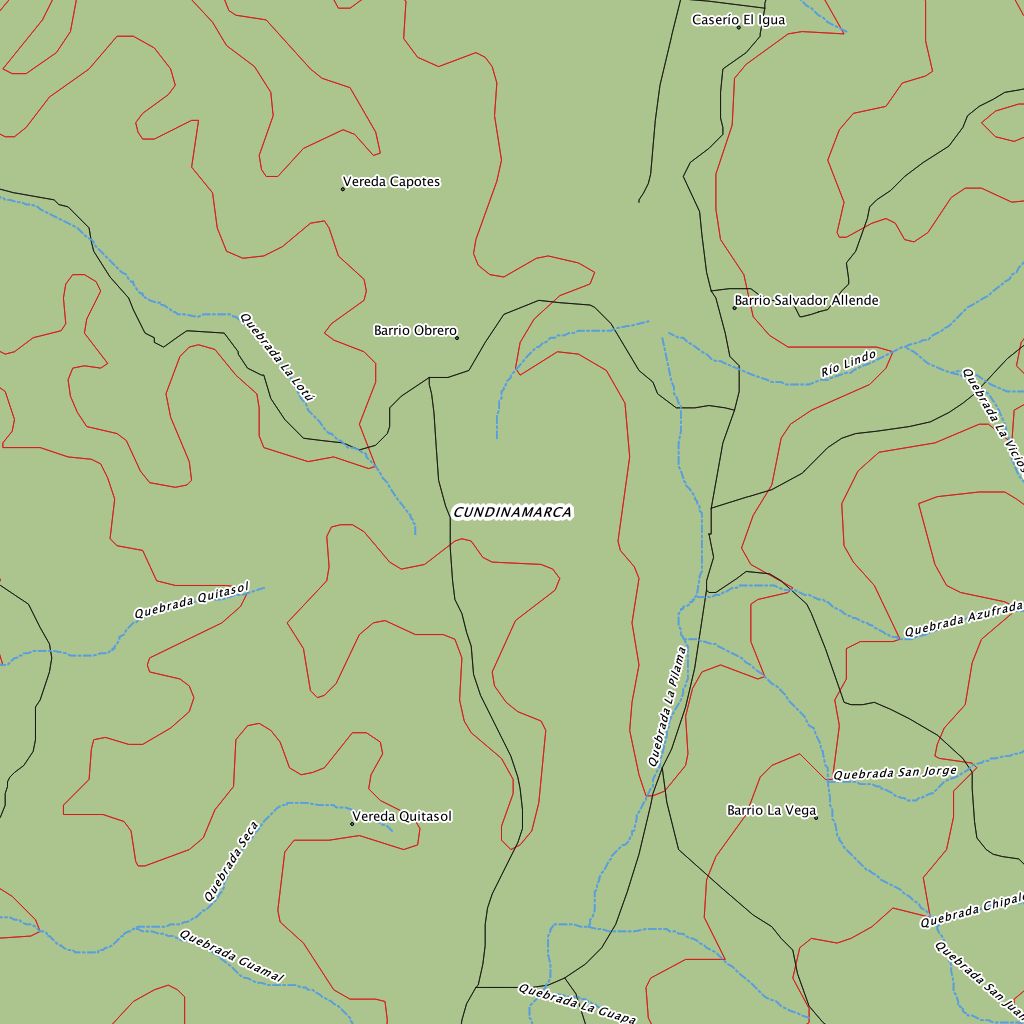 Caserío El Igua
Vereda Capotes
Barrio Salvador Allende
Quebrada La Lotú
Barrio Obrero
Río Lindo
Quebrada La Vicios
CUNDINAMARCA
Quebrada Quitasol
Quebrada Azufrada
Quebrada La Pilama
Quebrada San Jorge
Vereda Quitasol
Barrio La Vega
Quebrada Seca
Quebrada Chipalo
Quebrada Guamal
Quebrada San Juan
Quebrada La Guapa